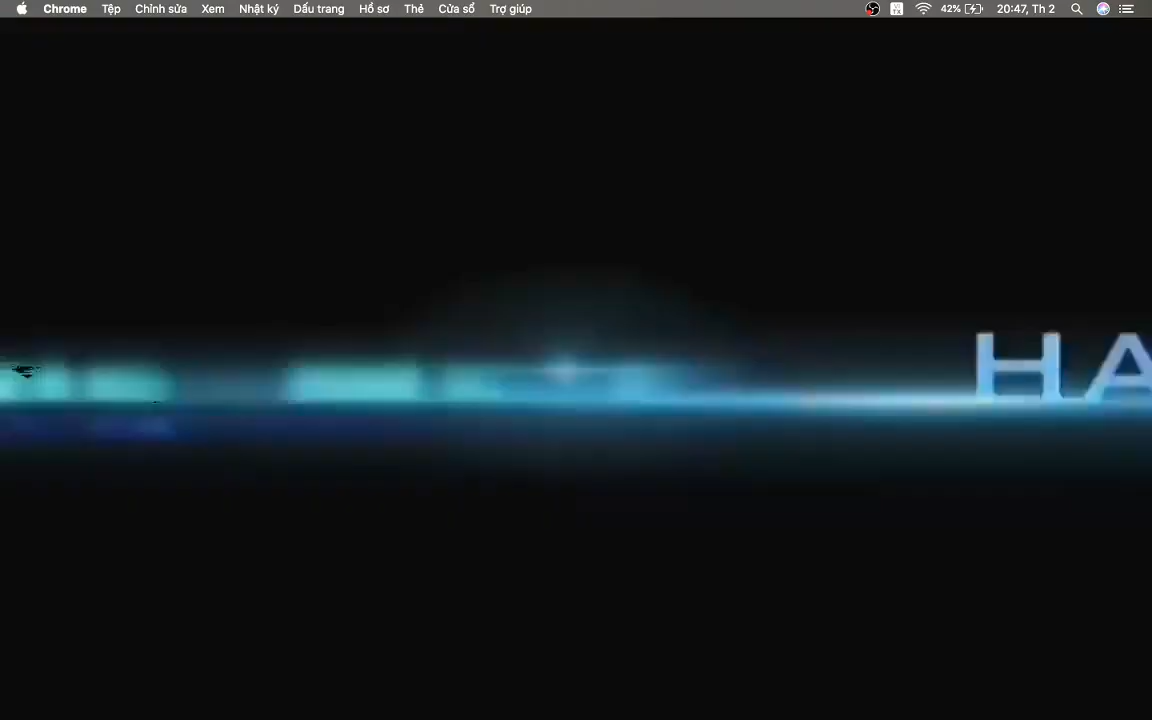 Chrome Tệp Chỉnh sửa Xem Nhật ký Dấu trang Hồ sơ Thẻ Cửa sổ Trợ giúp 42% 20:47, Th 2
HA